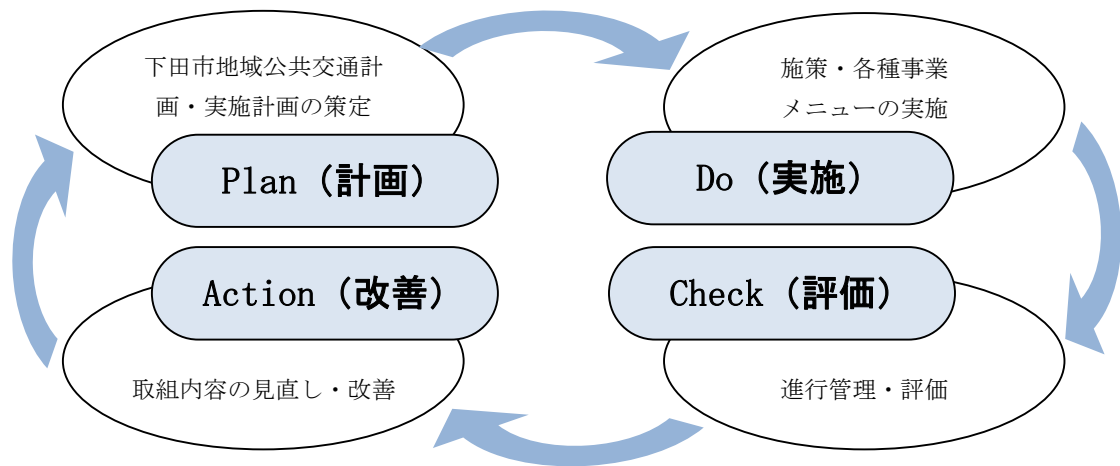 下田市地域公共交通計
画・実施計画の策定
Plan（計画）
施策・各種事業
メニューの実施
Do（実施）
Action（改善）
取組内容の見直し・改善
Check（評価）
進行管理・評価